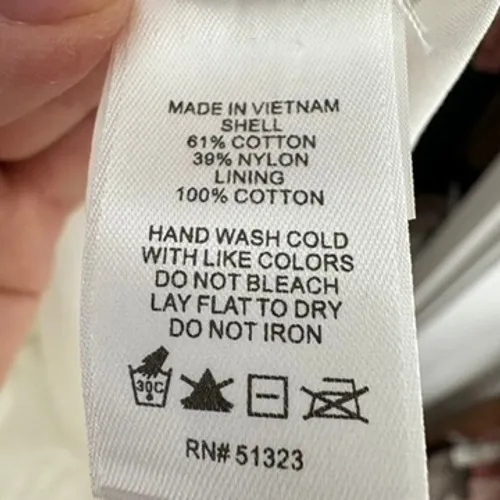 MADE IN VIETNAM
SHELL
61% COTTON
39% NYLON
LINING
100% COTTON
HAND WASH COLD
WITH LIKE COLORS
DO NOT BLEACH
LAY FLAT TO DRY
DO NOT IRON
30C
RN# 51323